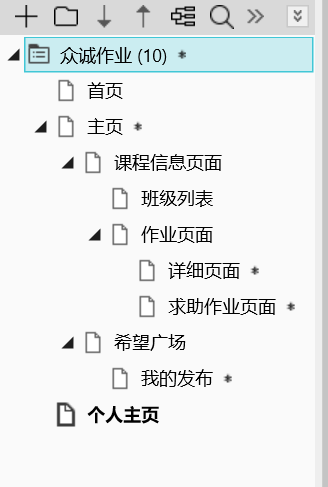 众诚作业 (10) *
首页
主页 *
课程信息页面
班级列表
作业页面
详细页面 *
求助作业页面 *
希望广场
我的发布 *
个人主页